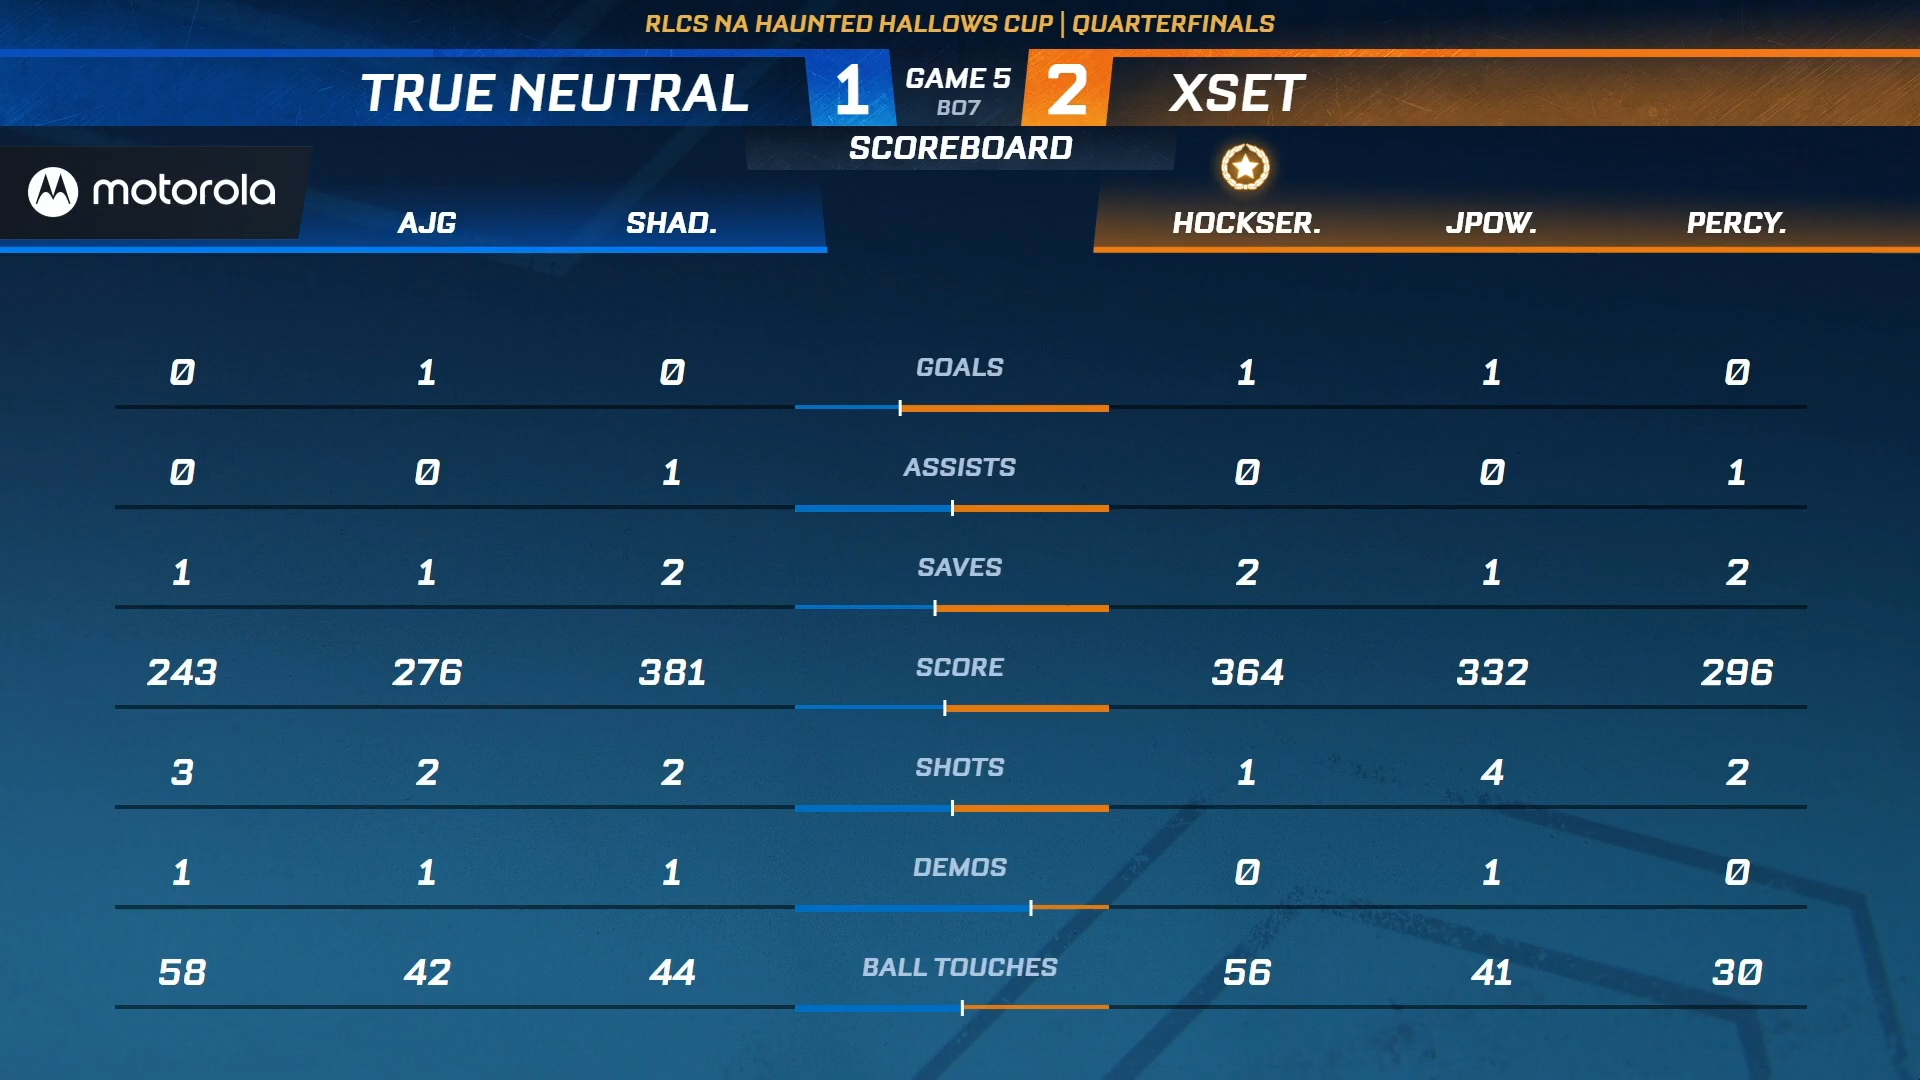 RLCS NA HAUNTED HALLOWS CUP | QUARTERFINALS
TRUE NEUTRAL 1 GAME 5 2 XSET
BO7
SCOREBOARD
motorola AJG SHAD. HOCKSER. JPOW. PERCY.
0 1 0 GOALS 1 1 0
0 0 1 ASSISTS 0 0 1
1 1 2 SAVES 2 1 2
243 276 381 SCORE 364 332 296
3 2 2 SHOTS 1 4 2
1 1 1 DEMOS 0 1 0
58 42 44 BALL TOUCHES 56 41 30